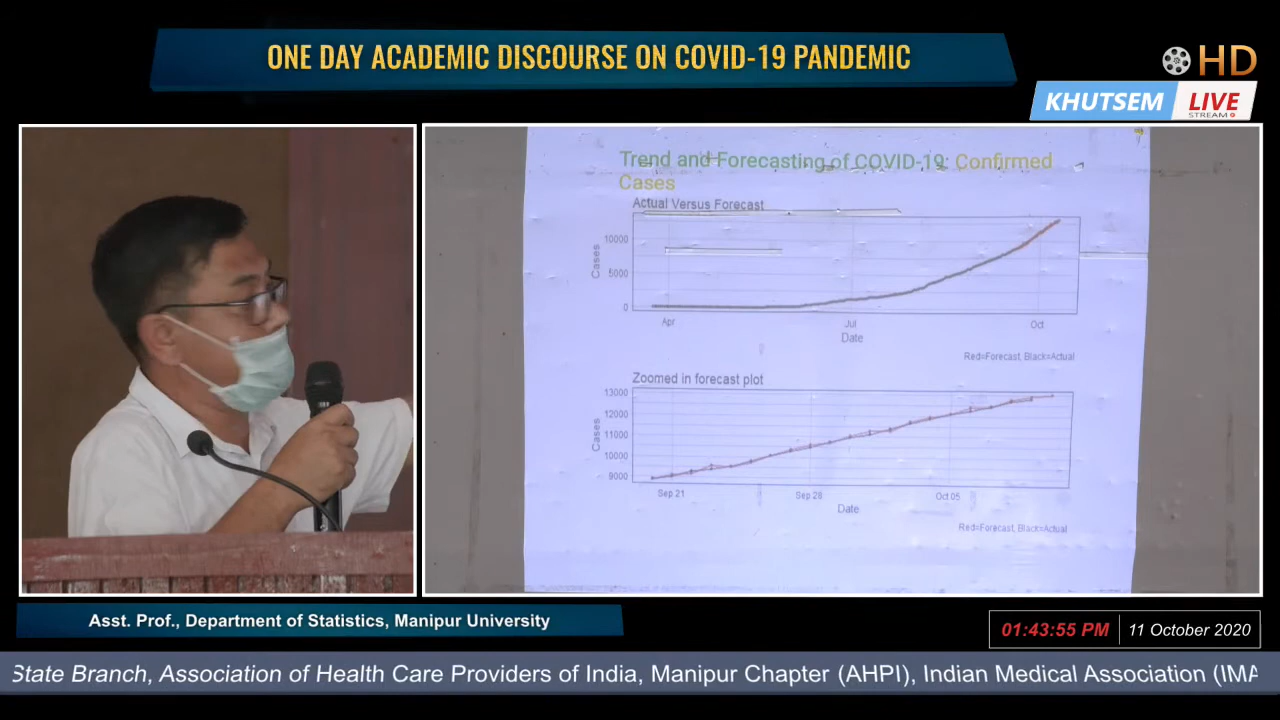 ONE DAY ACADEMIC DISCOURSE ON COVID-19 PANDEMIC
HD
KHUTSEM LIVE
STREAM
Trend and Forecasting of COVID-19: Confirmed
Cases
Actual Versus Forecast
10000
5000
0
Cases
Apr Jul Oct
Date
Red=Forecast, Black=Actual
Zoomed in forecast plot
13000
12000
11000
10000
9000
Cases
Sep 21 Sep 28 Oct 05
Date
Red=Forecast, Black=Actual
Asst. Prof., Department of Statistics, Manipur University
01:43:55 PM 11 October 2020
State Branch, Association of Health Care Providers of India, Manipur Chapter (AHPI), Indian Medical Association (IMA